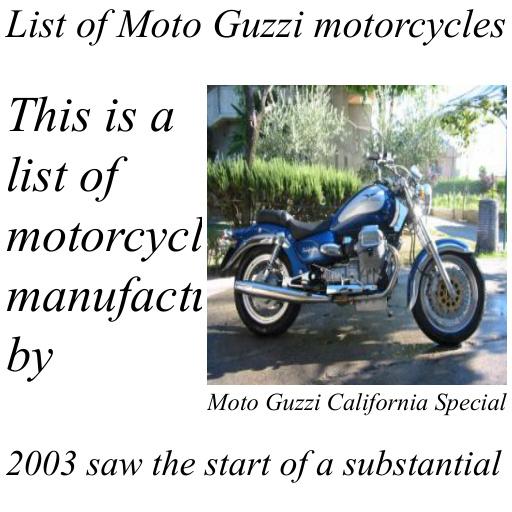 List of Moto Guzzi motorcycles
This is a
list of
motorcycl
manufactu
by
Moto Guzzi California Special
2003 saw the start of a substantial